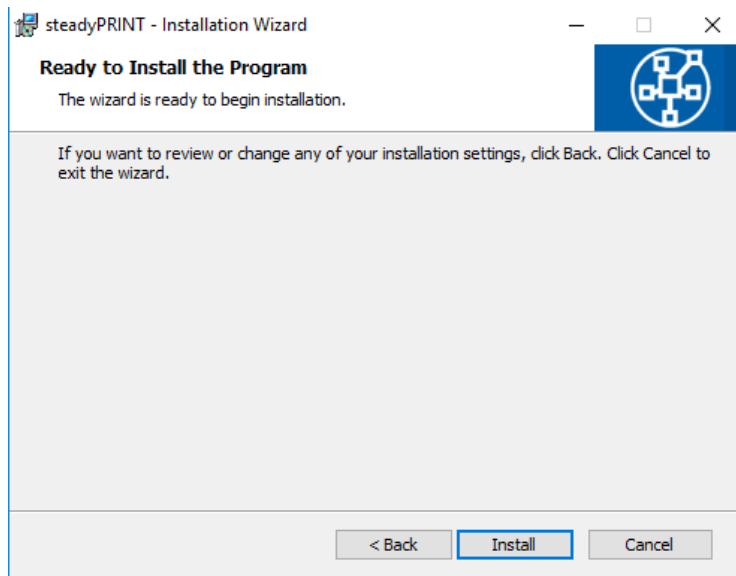 steadyPRINT - Installation Wizard
Ready to Install the Program
The wizard is ready to begin installation.
If you want to review or change any of your installation settings, click Back. Click Cancel to
exit the wizard.
< Back
Install
Cancel